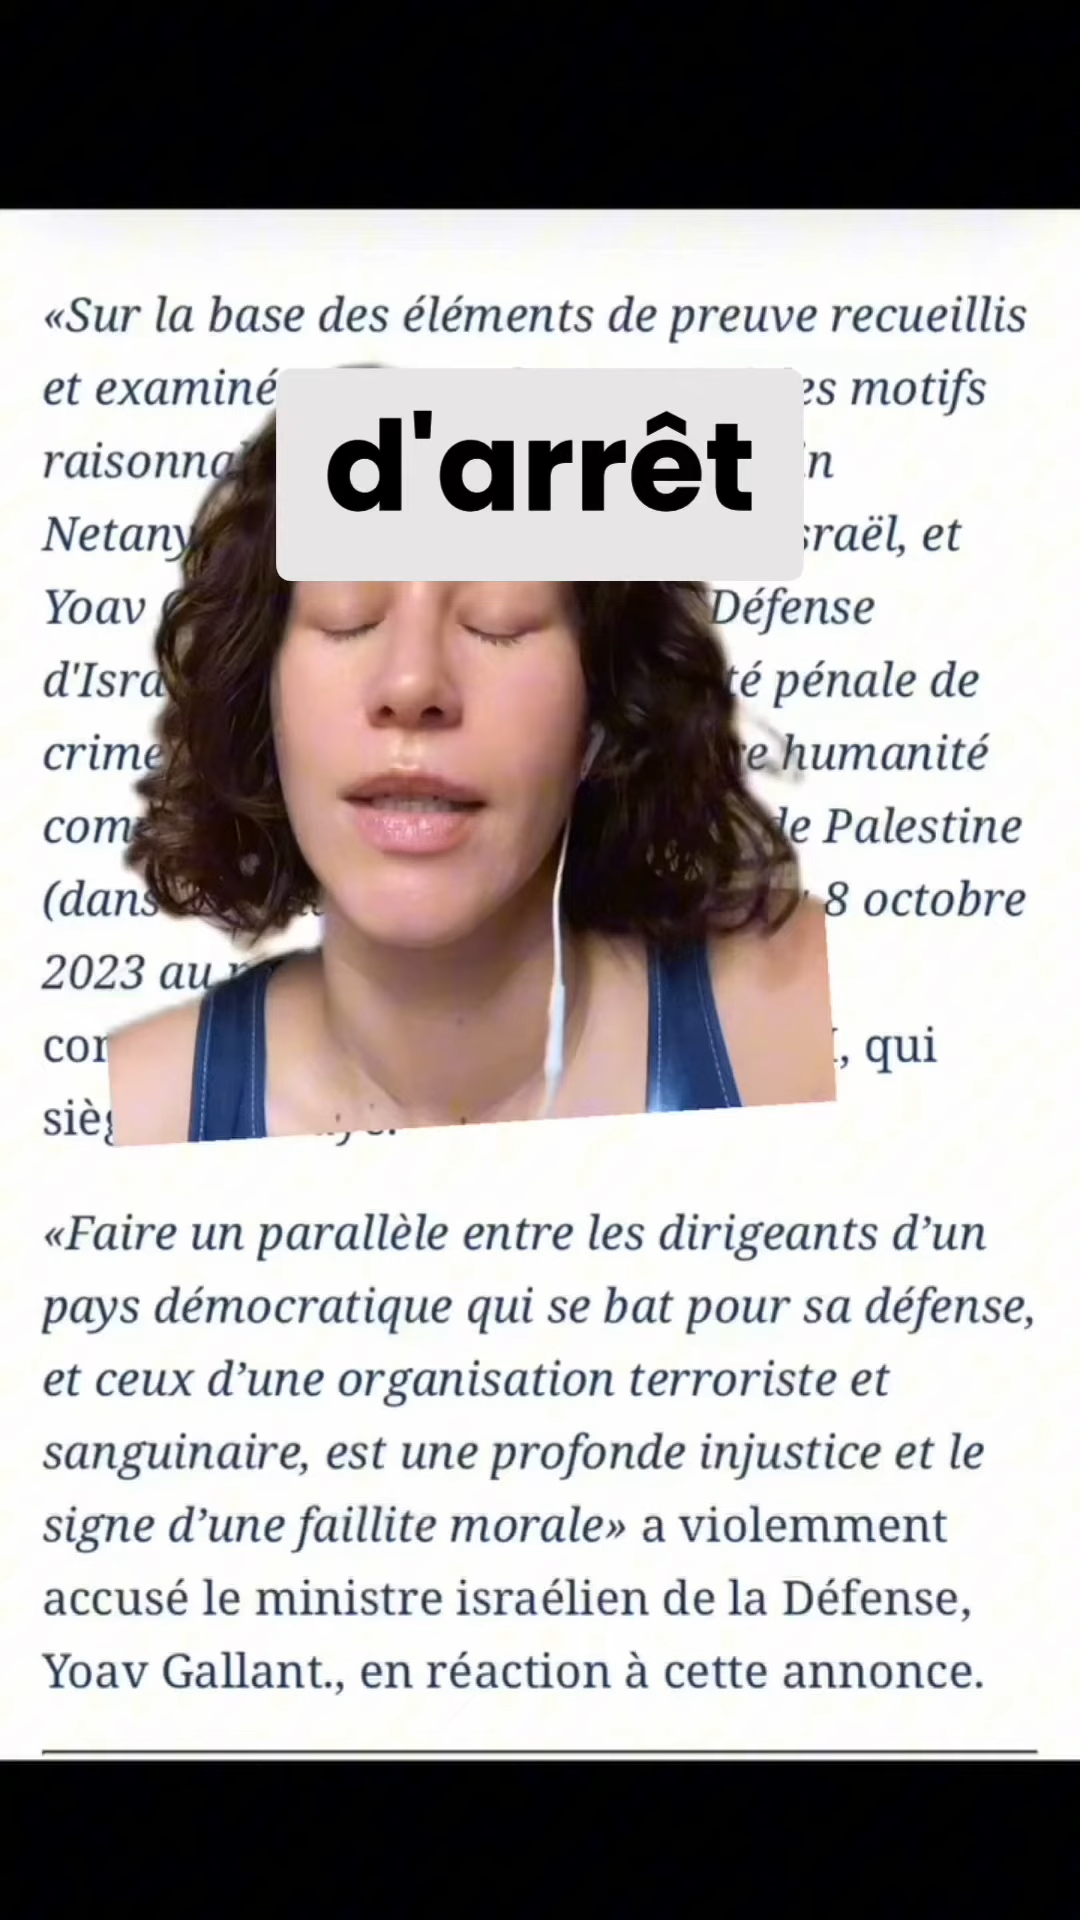 «Sur la base des éléments de preuve recueillis
et examiné es motifs
d'arrêt
raisonna
Netany sraël, et
Yoav Défense
d'Isra té pénale de
crime humanité
com de Palestine
(dans 8 octobre
2023 au
qui
siè
«Faire un parallèle entre les dirigeants d’un
pays démocratique qui se bat pour sa défense,
et ceux d’une organisation terroriste et
sanguinaire, est une profonde injustice et le
signe d’une faillite morale» a violemment
accusé le ministre israélien de la Défense,
Yoav Gallant., en réaction à cette annonce.